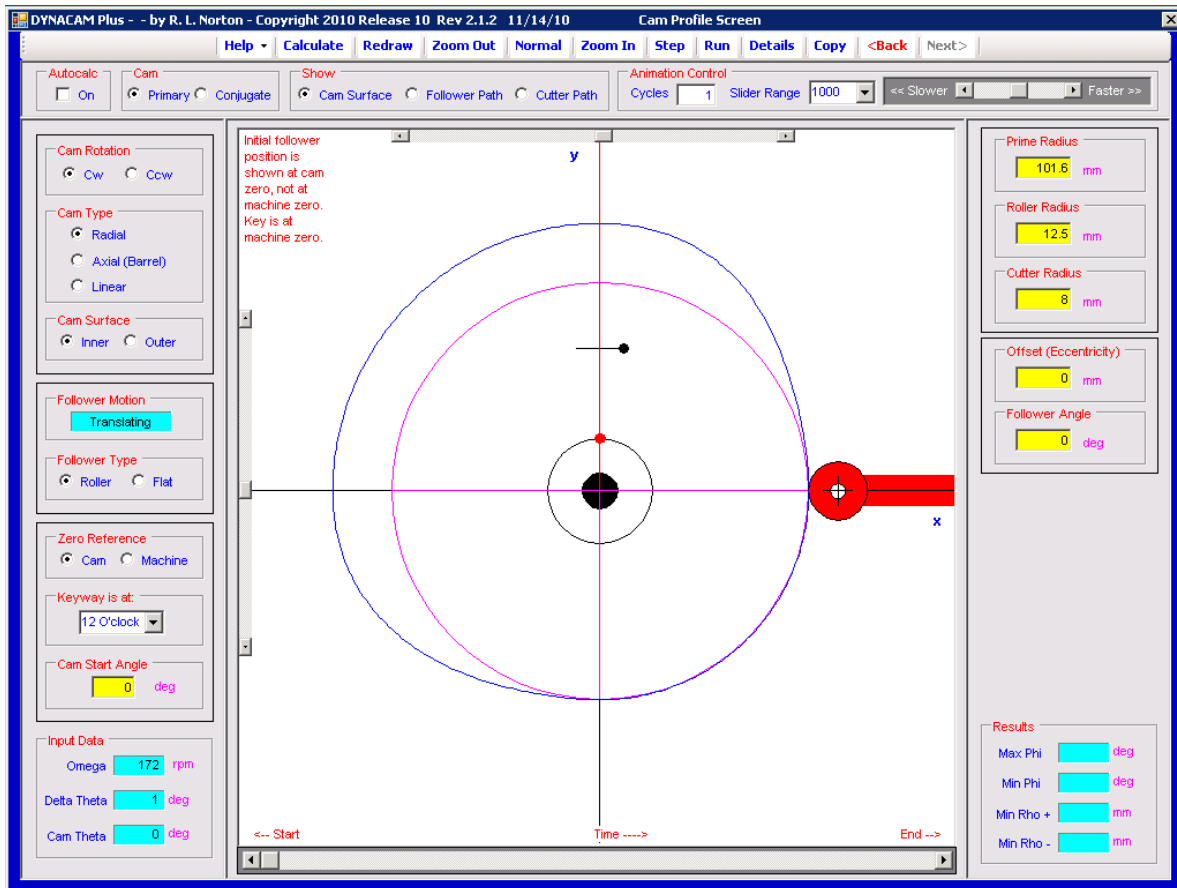 DYNACAM Plus - - by R. L. Norton - Copyright 2010 Release 10 Rev 2.1.2 11/14/10 Cam Profile Screen
Help Calculate Redraw Zoom Out Normal Zoom In Step Run Details Copy <Back Next>
Autocalc
On
Cam
Primary Conjugate
Show
Cam Surface Follower Path Cutter Path
Animation Control
Cycles 1 Slider Range 1000 << Slower Faster >>
Cam Rotation
Cw Ccw
Cam Type
Radial
Axial (Barrel)
Linear
Cam Surface
Inner Outer
Follower Motion
Translating
Follower Type
Roller Flat
Zero Reference
Cam Machine
Keyway is at:
12 O'clock
Cam Start Angle
0 deg
Input Data
Omega 172 rpm
Delta Theta 1 deg
Cam Theta 0 deg
Initial follower
position is
shown at cam
zero, not at
machine zero.
Key is at
machine zero.
y
x
<-- Start Time ----> End -->
Prime Radius
101.6 mm
Roller Radius
12.5 mm
Cutter Radius
8 mm
Offset (Eccentricity)
0 mm
Follower Angle
0 deg
Results
Max Phi deg
Min Phi deg
Min Rho + mm
Min Rho - mm